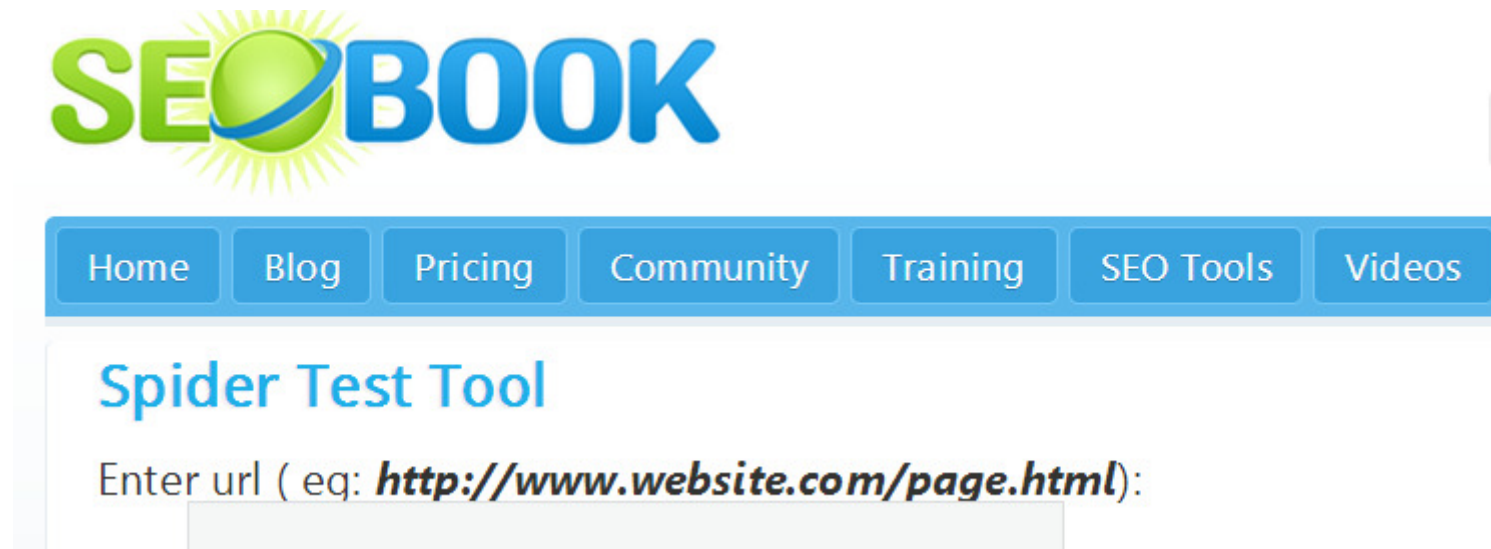 SEOBOOK
Home Blog Pricing Community Training SEO Tools Videos
Spider Test Tool
Enter url ( eg: http://www.website.com/page.html):